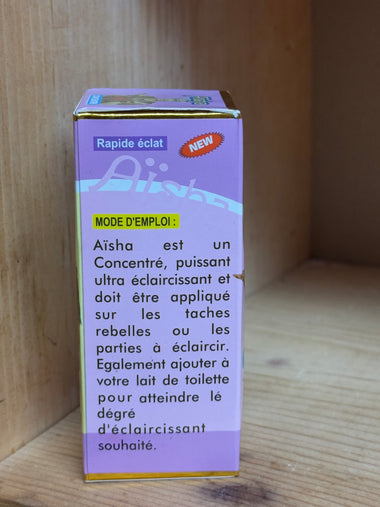 Rapide éclat
NEW
Aïsha
MODE D'EMPLOI :
Aïsha est un
Concentré, puissant
ultra éclaircissant et
doit être appliqué
sur les taches
rebelles ou les
parties à éclaircir.
Egalement ajouter à
votre lait de toilette
pour atteindre lé
dégré
d'éclaircissant
souhaité.